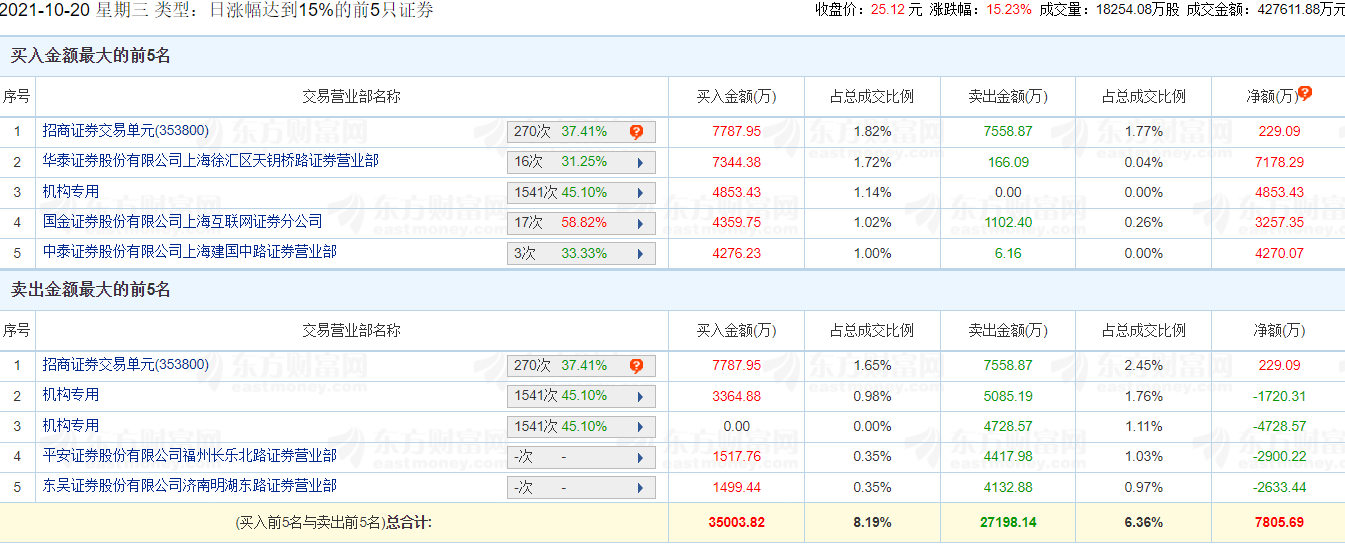 2021-10-20 星期三 类型：日涨幅达到15%的前5只证券 收盘价：25.12 元 涨跌幅：15.23% 成交量：18254.08万股 成交金额：427611.88万元
买入金额最大的前5名
序号 交易营业部名称 买入金额(万) 占总成交比例 卖出金额(万) 占总成交比例 净额(万)
1 招商证券交易单元(353800) 270次 37.41% 7787.95 1.82% 7558.87 1.77% 229.09
2 华泰证券股份有限公司上海徐汇区天钥桥路证券营业部 16次 31.25% 7344.38 1.72% 166.09 0.04% 7178.29
3 机构专用 1541次 45.10% 4853.43 1.14% 0.00 0.00% 4853.43
4 国金证券股份有限公司上海互联网证券分公司 17次 58.82% 4359.75 1.02% 1102.40 0.26% 3257.35
5 中泰证券股份有限公司上海建国中路证券营业部 3次 33.33% 4276.23 1.00% 6.16 0.00% 4270.07
卖出金额最大的前5名
序号 交易营业部名称 买入金额(万) 占总成交比例 卖出金额(万) 占总成交比例 净额(万)
1 招商证券交易单元(353800) 270次 37.41% 7787.95 1.65% 7558.87 2.45% 229.09
2 机构专用 1541次 45.10% 3364.88 0.98% 5085.19 1.76% -1720.31
3 机构专用 1541次 45.10% 0.00 0.00% 4728.57 1.11% -4728.57
4 平安证券股份有限公司福州长乐北路证券营业部 -次 - 1517.76 0.35% 4417.98 1.03% -2900.22
5 东吴证券股份有限公司济南明湖东路证券营业部 -次 - 1499.44 0.35% 4132.88 0.97% -2633.44
(买入前5名与卖出前5名)总合计: 35003.82 8.19% 27198.14 6.36% 7805.69
东方财富网
eastmoney.com